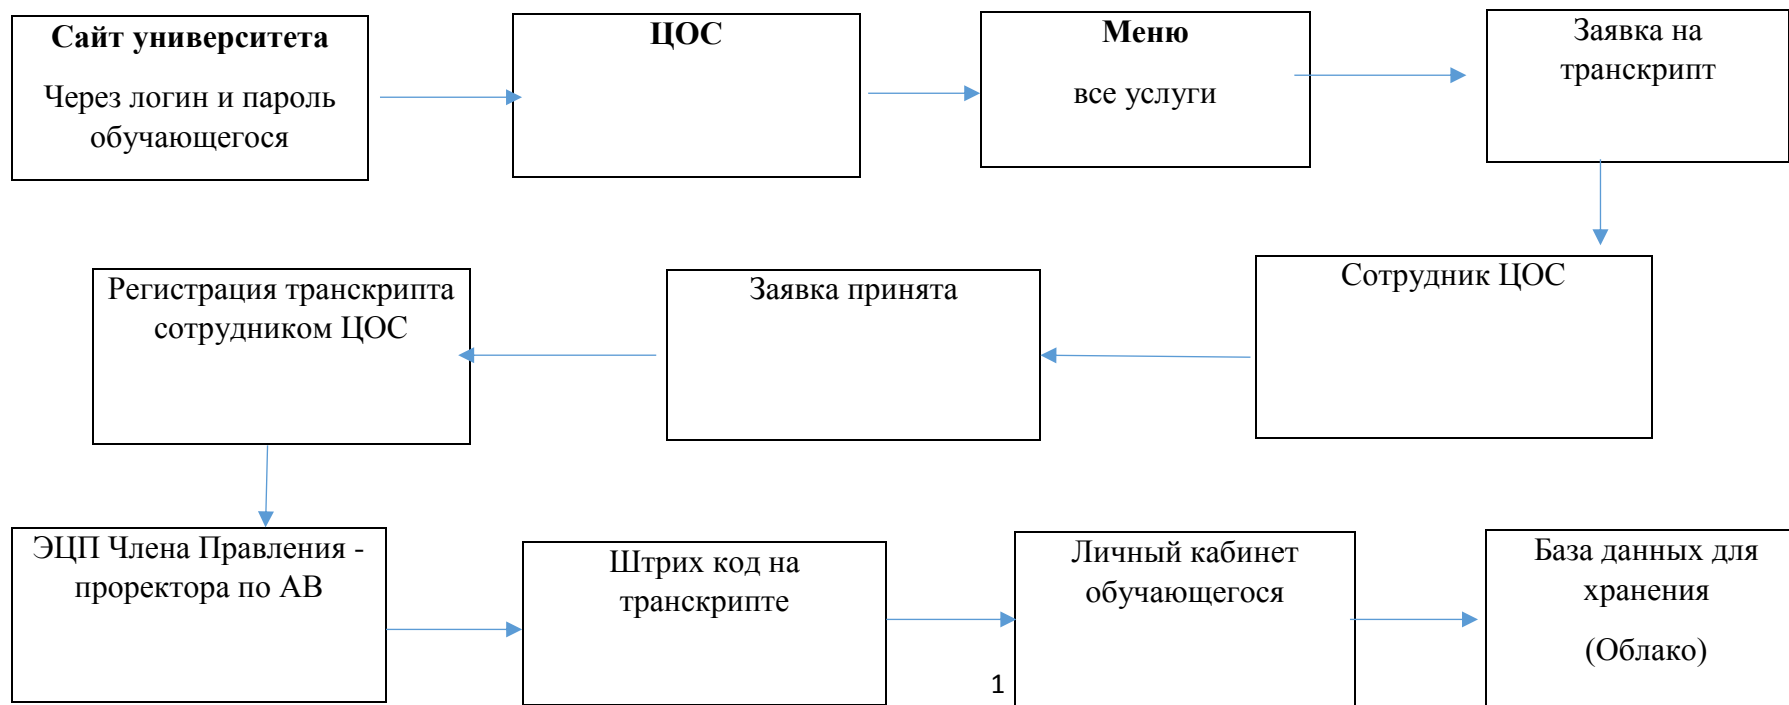 Сайт университета
Через логин и пароль
обучающегося
ЦОС
Меню
все услуги
Заявка на
транскрипт
Сотрудник ЦОС
Заявка принята
Регистрация транскрипта
сотрудником ЦОС
ЭЦП Члена Правления -
проректора по АВ
Штрих код на
транскрипте
Личный кабинет
обучающегося
База данных для
хранения
(Облако)
1